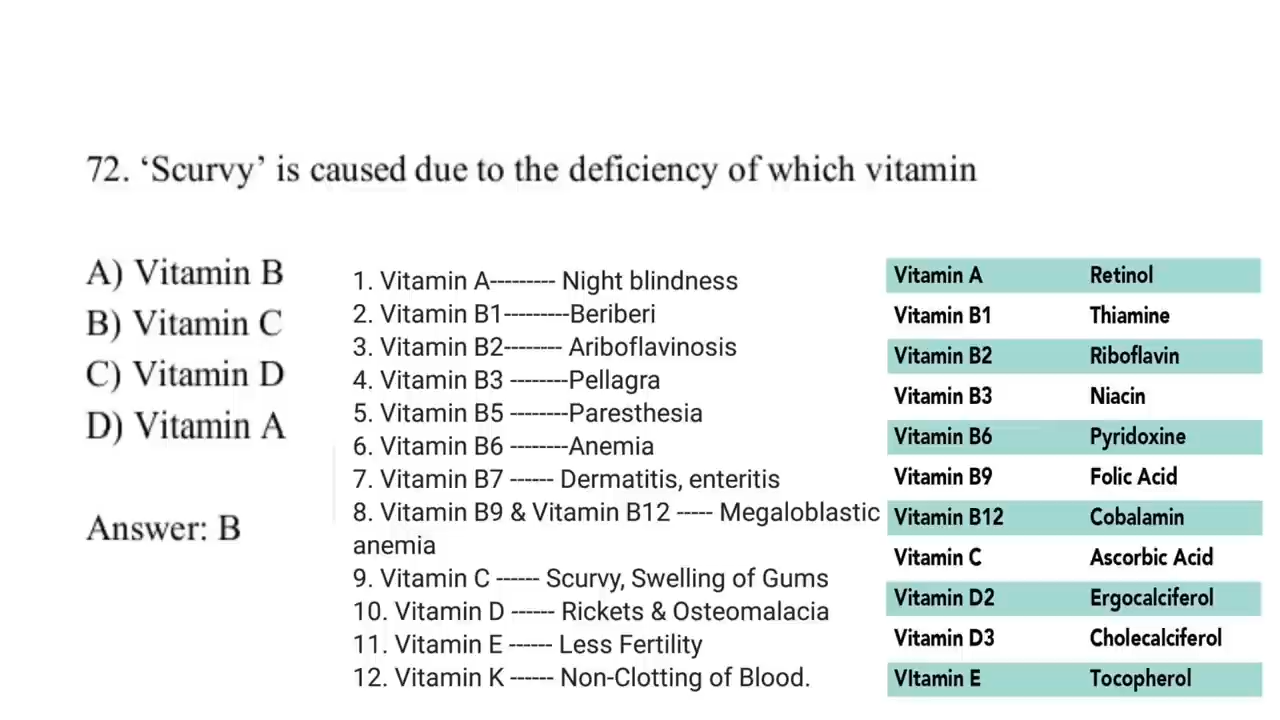 72. ‘Scurvy’ is caused due to the deficiency of which vitamin
A) Vitamin B
B) Vitamin C
C) Vitamin D
D) Vitamin A
Answer: B
1. Vitamin A--------- Night blindness
2. Vitamin B1---------Beriberi
3. Vitamin B2-------- Ariboflavinosis
4. Vitamin B3 --------Pellagra
5. Vitamin B5 --------Paresthesia
6. Vitamin B6 --------Anemia
7. Vitamin B7 ------ Dermatitis, enteritis
8. Vitamin B9 & Vitamin B12 ----- Megaloblastic
anemia
9. Vitamin C ------ Scurvy, Swelling of Gums
10. Vitamin D ------ Rickets & Osteomalacia
11. Vitamin E ------ Less Fertility
12. Vitamin K ------ Non-Clotting of Blood.
Vitamin A Retinol
Vitamin B1 Thiamine
Vitamin B2 Riboflavin
Vitamin B3 Niacin
Vitamin B6 Pyridoxine
Vitamin B9 Folic Acid
Vitamin B12 Cobalamin
Vitamin C Ascorbic Acid
Vitamin D2 Ergocalciferol
Vitamin D3 Cholecalciferol
VItamin E Tocopherol